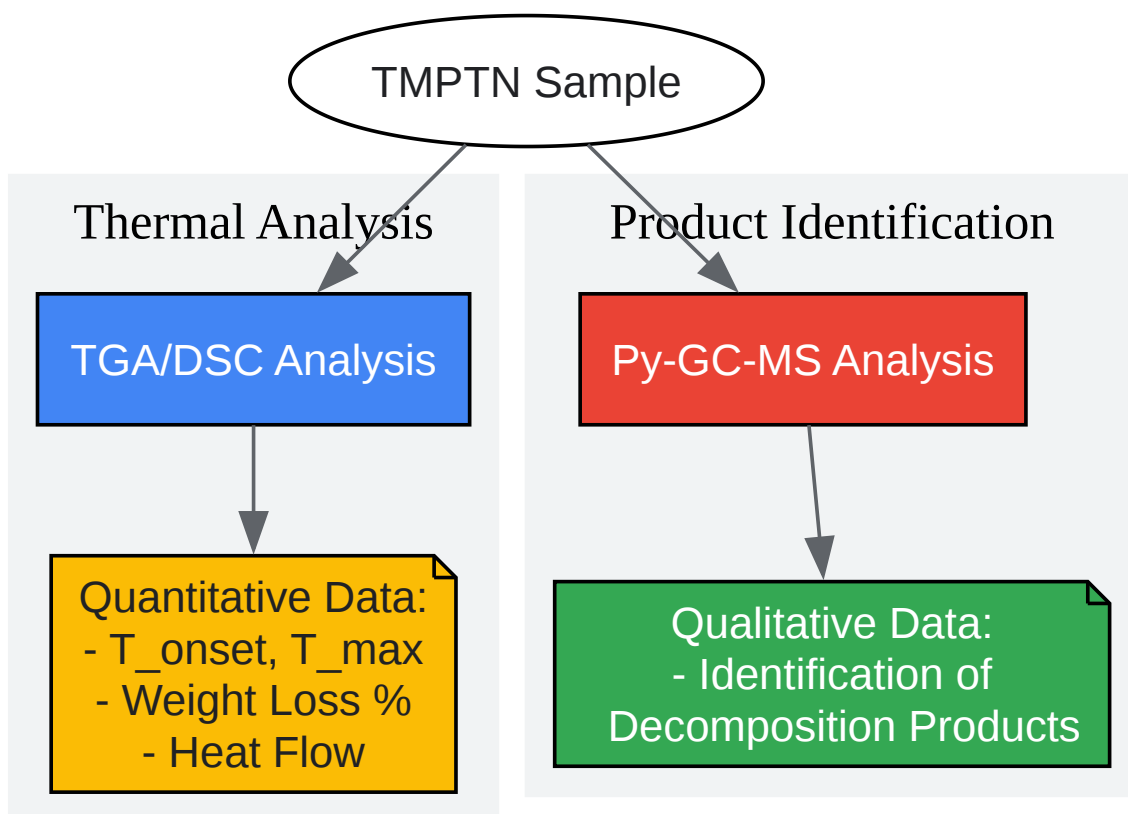 TMPTN Sample
Thermal Analysis
TGA/DSC Analysis
Quantitative Data:
- T_onset, T_max
- Weight Loss %
- Heat Flow
Product Identification
Py-GC-MS Analysis
Qualitative Data:
- Identification of
Decomposition Products